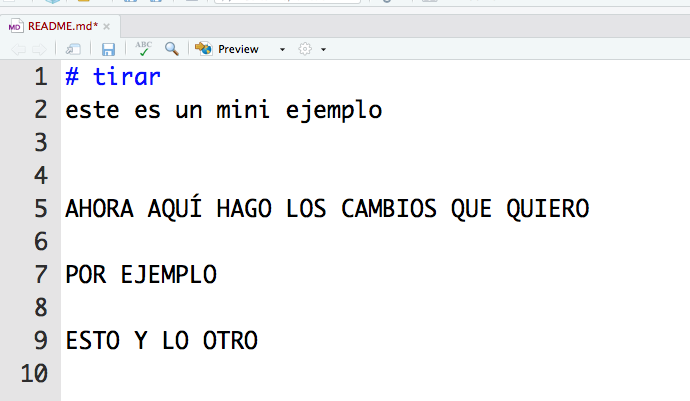 MD README.md* ×
ABC Preview
1 # tirar
2 este es un mini ejemplo
3
4
5 AHORA AQUÍ HAGO LOS CAMBIOS QUE QUIERO
6
7 POR EJEMPLO
8
9 ESTO Y LO OTRO
10